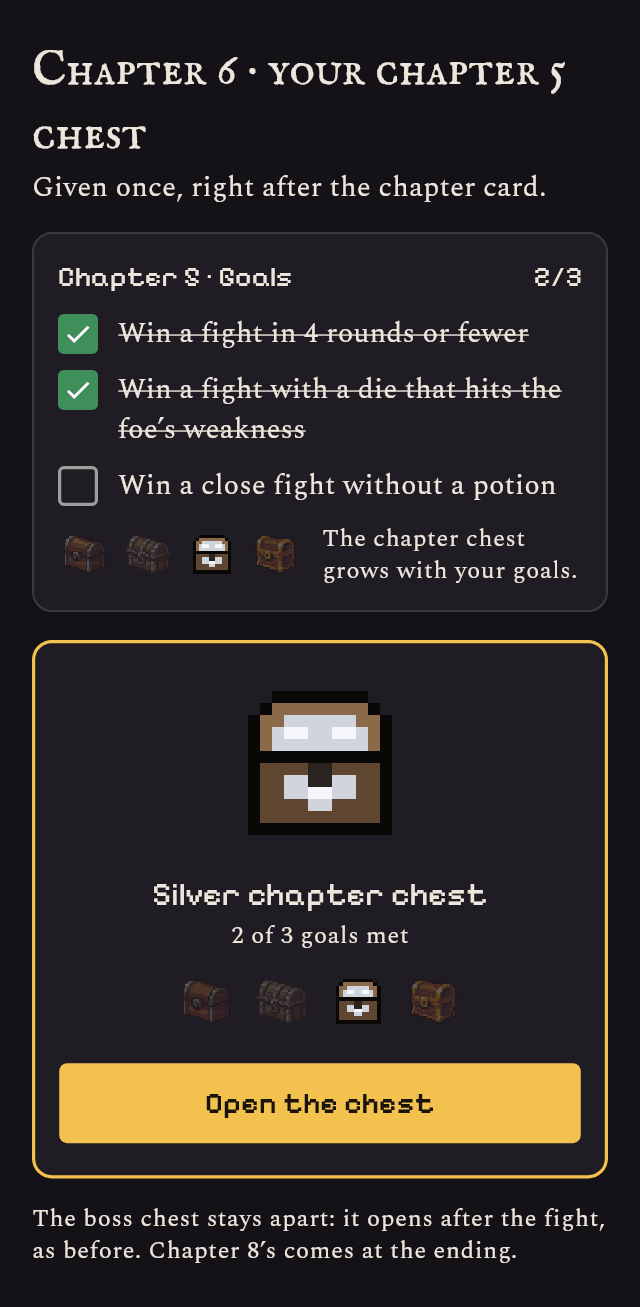 Chapter 6 · your chapter 5
chest
Given once, right after the chapter card.
Chapter 5 · Goals 2/3
Win a fight in 4 rounds or fewer
Win a fight with a die that hits the
foe’s weakness
Win a close fight without a potion
The chapter chest
grows with your goals.
Silver chapter chest
2 of 3 goals met
Open the chest
The boss chest stays apart: it opens after the fight,
as before. Chapter 8’s comes at the ending.